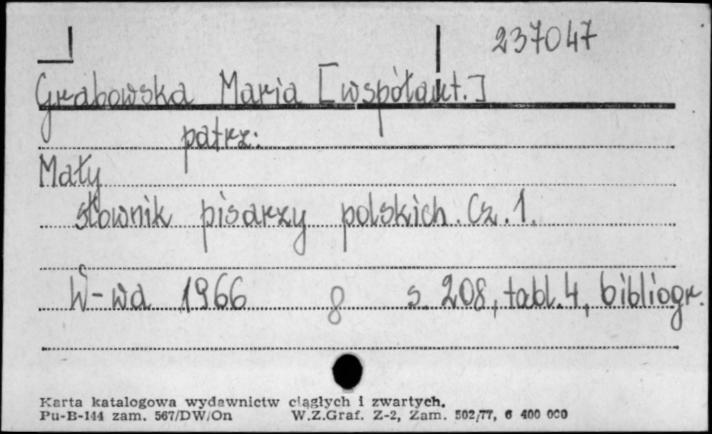 237047
Grabowska Maria [współaut.]
patrz:
Mały
słownik pisarzy polskich. Cz. 1.
W-wa 1966 8 s. 208, tabl. 4, bibliogr.
Karta katalogowa wydawnictw ciągłych i zwartych.
Pu-B-144 zam. 567/DW/On W.Z.Graf. Z-2, Zam. 502/77, 6 400 000